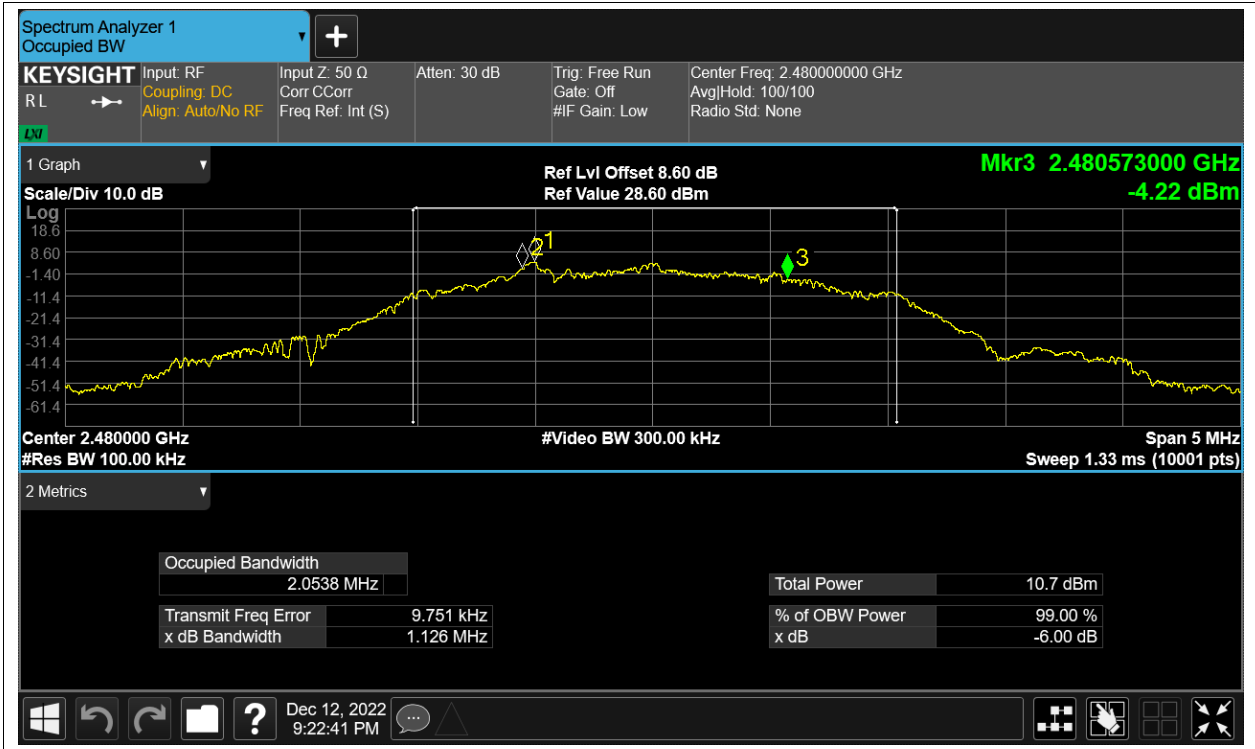 Spectrum Analyzer 1
Occupied BW
+
KEYSIGHT Input: RF Input Z: 50 Ω Atten: 30 dB Trig: Free Run Center Freq: 2.480000000 GHz
R L Coupling: DC Corr CCorr Gate: Off Avg|Hold: 100/100
Align: Auto/No RF Freq Ref: Int (S) #IF Gain: Low Radio Std: None
LXI
1 Graph
Ref Lvl Offset 8.60 dB Mkr3 2.480573000 GHz
Scale/Div 10.0 dB Ref Value 28.60 dBm -4.22 dBm
Log
18.6
8.60
-1.40
-11.4
-21.4
-31.4
-41.4
-51.4
-61.4
2 1 3
Center 2.480000 GHz #Video BW 300.00 kHz Span 5 MHz
#Res BW 100.00 kHz Sweep 1.33 ms (10001 pts)
2 Metrics
Occupied Bandwidth
2.0538 MHz Total Power 10.7 dBm
Transmit Freq Error 9.751 kHz % of OBW Power 99.00 %
x dB Bandwidth 1.126 MHz x dB -6.00 dB
? Dec 12, 2022
9:22:41 PM